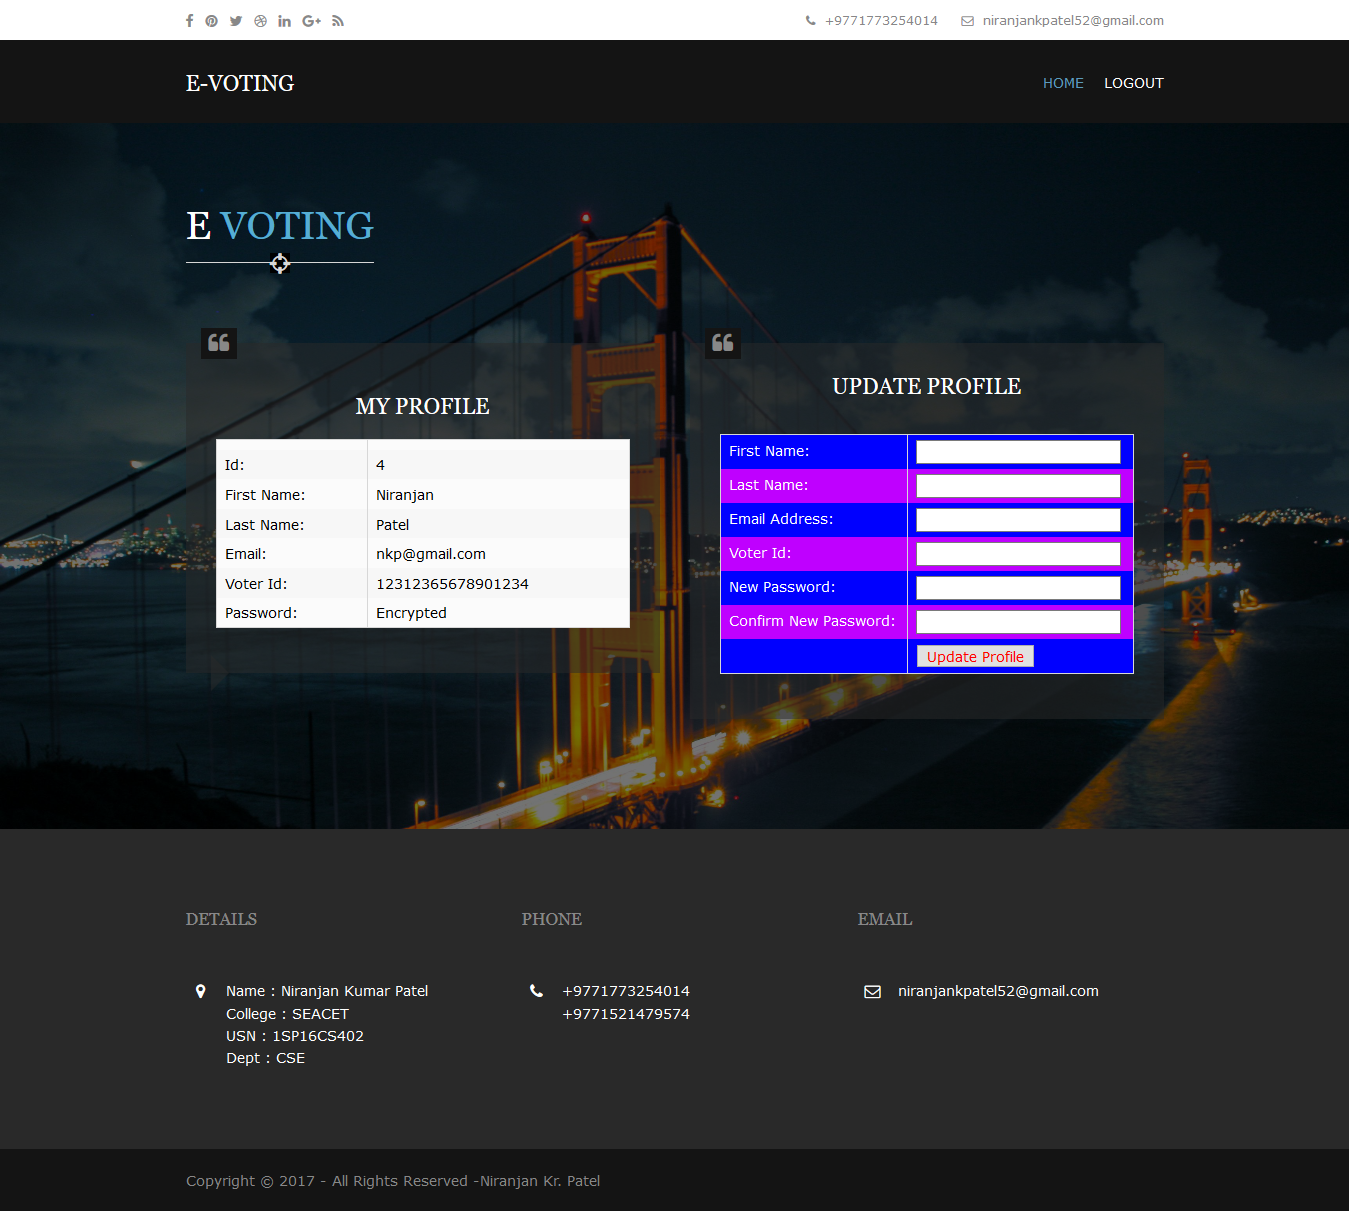 +9771773254014 niranjankpatel52@gmail.com
E-VOTING
HOME LOGOUT
E VOTING
MY PROFILE
Id: 4
First Name: Niranjan
Last Name: Patel
Email: nkp@gmail.com
Voter Id: 12312365678901234
Password: Encrypted
UPDATE PROFILE
First Name:
Last Name:
Email Address:
Voter Id:
New Password:
Confirm New Password:
Update Profile
DETAILS
Name : Niranjan Kumar Patel
College : SEACET
USN : 1SP16CS402
Dept : CSE
PHONE
+9771773254014
+9771521479574
EMAIL
niranjankpatel52@gmail.com
Copyright © 2017 - All Rights Reserved -Niranjan Kr. Patel